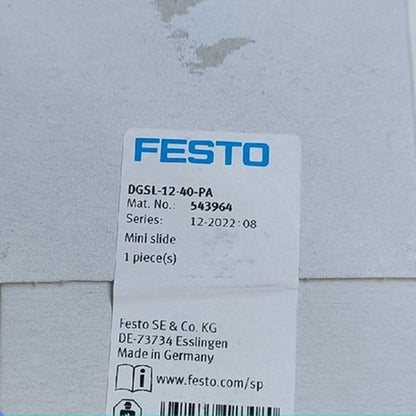 FESTO
DGSL-12-40-PA
Mat. No.: 543964
Series: 12-2022:08
Mini slide
1 piece(s)
Festo SE & Co. KG
DE-73734 Esslingen
Made in Germany
www.festo.com/sp